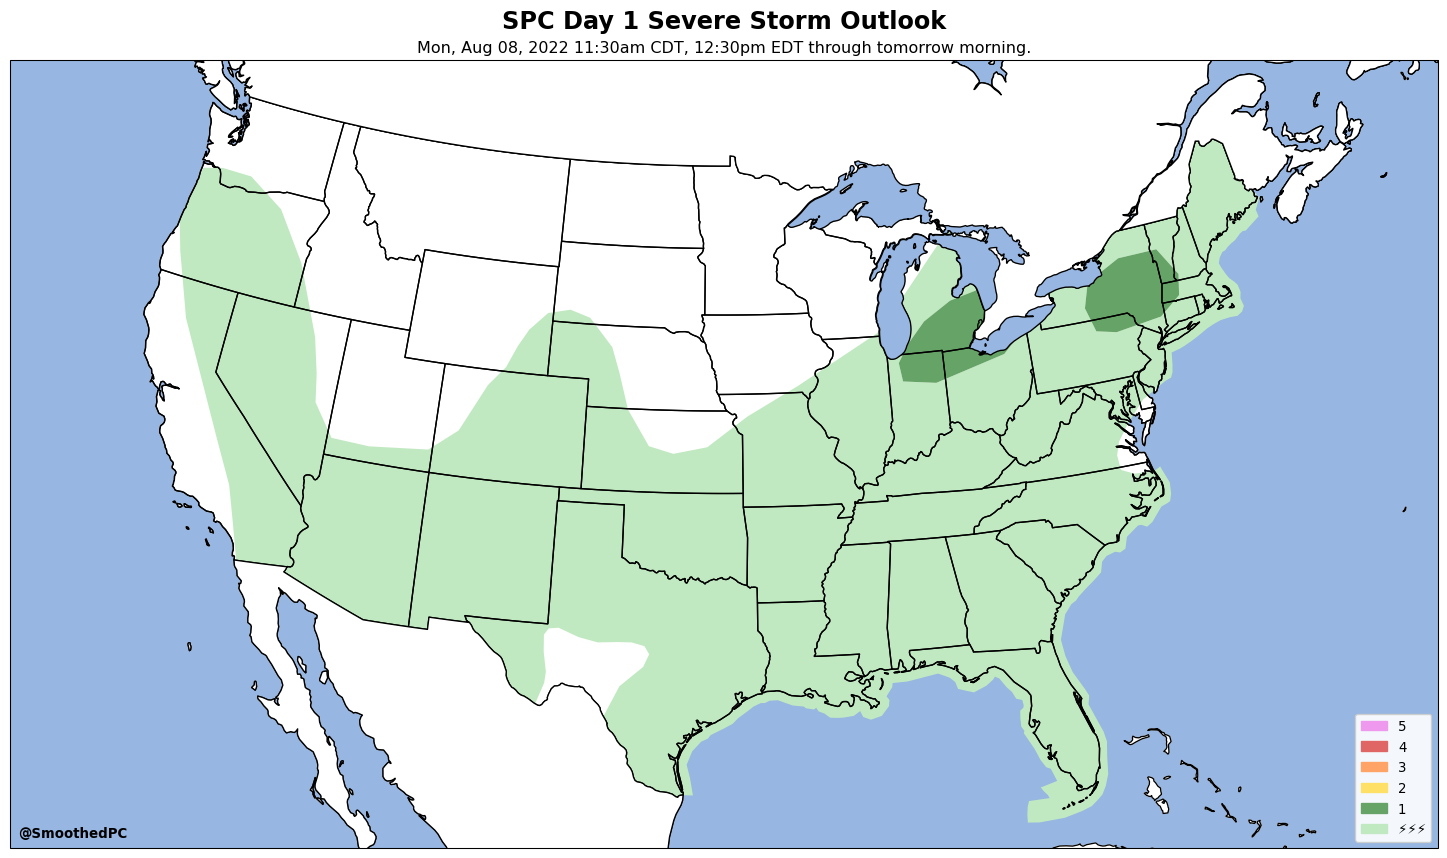 SPC Day 1 Severe Storm Outlook
Mon, Aug 08, 2022 11:30am CDT, 12:30pm EDT through tomorrow morning.
5
4
3
2
1
⚡⚡⚡
@SmoothedPC